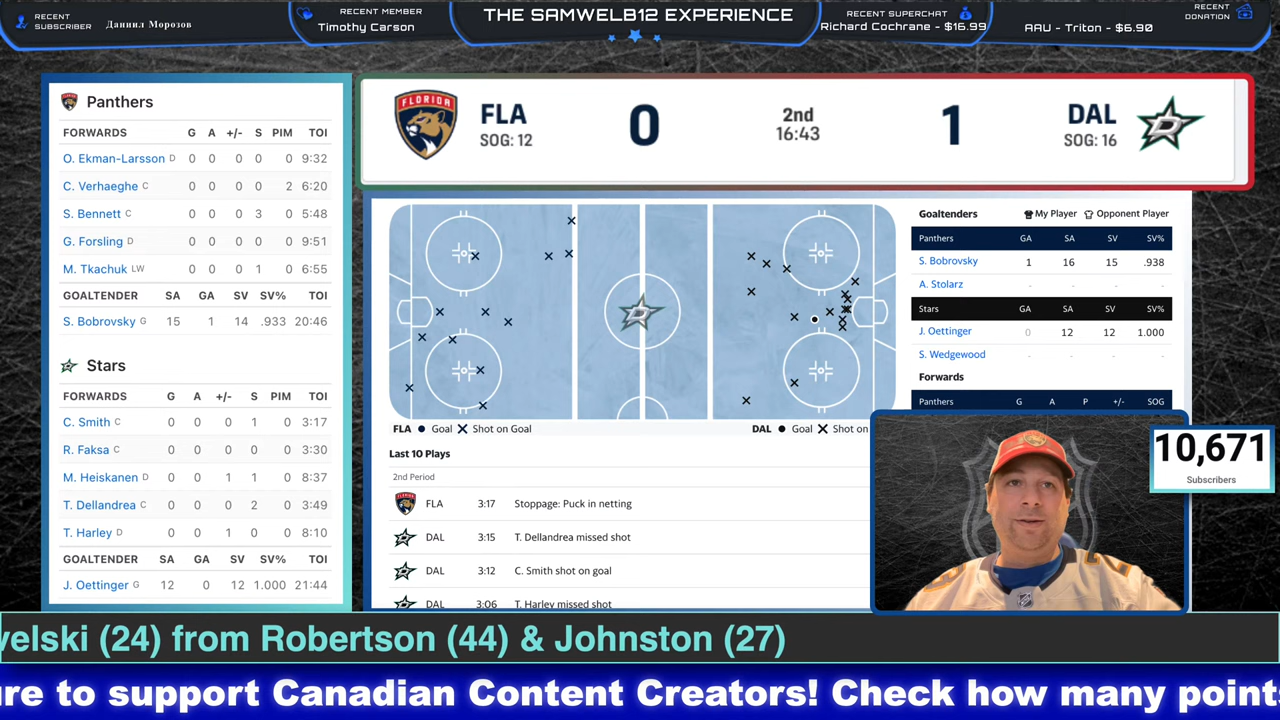 RECENT
SUBSCRIBER
Даниил Морозов
RECENT MEMBER
Timothy Carson
THE SAMWELB12 EXPERIENCE
RECENT SUPERCHAT
Richard Cochrane - $16.99
RECENT
DONATION
AAU - Triton - $6.90
Panthers
FORWARDS G A +/- S PIM TOI
O. Ekman-Larsson D 0 0 0 0 0 9:32
C. Verhaeghe C 0 0 0 0 2 6:20
S. Bennett C 0 0 0 3 0 5:48
G. Forsling D 0 0 0 0 0 9:51
M. Tkachuk LW 0 0 0 1 0 6:55
GOALTENDER SA GA SV SV% TOI
S. Bobrovsky G 15 1 14 .933 20:46
Stars
FORWARDS G A +/- S PIM TOI
C. Smith C 0 0 0 1 0 3:17
R. Faksa C 0 0 0 0 0 3:30
M. Heiskanen D 0 0 1 1 0 8:37
T. Dellandrea C 0 0 0 2 0 3:49
T. Harley D 0 0 1 0 0 8:10
GOALTENDER SA GA SV SV% TOI
J. Oettinger G 12 0 12 1.000 21:44
FLORIDA
FLA
SOG: 12
0
2nd
16:43
1
DAL
SOG: 16
D
D
FLA Goal Shot on Goal
DAL Goal Shot on
Last 10 Plays
2nd Period
FLA 3:17 Stoppage: Puck in netting
DAL 3:15 T. Dellandrea missed shot
DAL 3:12 C. Smith shot on goal
DAL 3:06 T. Harley missed shot
Goaltenders My Player Opponent Player
Panthers GA SA SV SV%
S. Bobrovsky 1 16 15 .938
A. Stolarz - - - -
Stars GA SA SV SV%
J. Oettinger 0 12 12 1.000
S. Wedgewood - - - -
Forwards
Panthers G A P +/- SOG
10,671
Subscribers
velski (24) from Robertson (44) & Johnston (27)
ure to support Canadian Content Creators! Check how many point